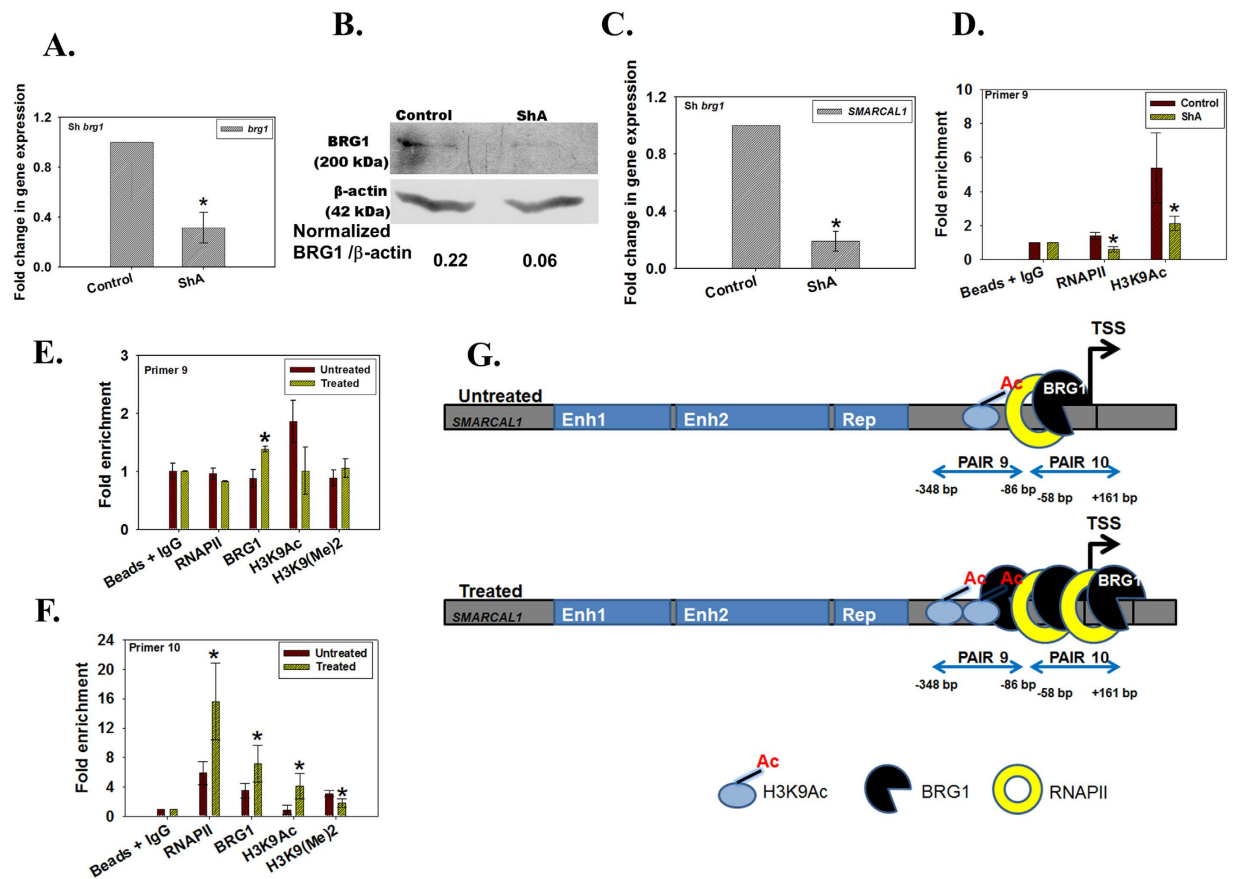 A.
Sh brg1
brg1
Fold change in gene expression
1.2
0.8
0.4
0.0
*
Control
ShA
B.
Control
ShA
BRG1
(200 kDa)
β-actin
(42 kDa)
Normalized
BRG1 /β-actin
0.22
0.06
C.
Sh brg1
SMARCAL1
Fold change in gene expression
1.2
0.8
0.4
0.0
*
Control
ShA
D.
Primer 9
Control
ShA
Fold enrichment
10
8
6
4
2
0
*
*
Beads + IgG
RNAPII
H3K9Ac
E.
Primer 9
Untreated
Treated
Fold enrichment
3
2
1
0
*
Beads + IgG
RNAPII
BRG1
H3K9Ac
H3K9(Me)2
F.
Primer 10
Untreated
Treated
Fold enrichment
24
20
16
12
8
4
0
*
*
*
*
Beads + IgG
RNAPII
BRG1
H3K9Ac
H3K9(Me)2
G.
TSS
Untreated
SMARCAL1
Enh1
Enh2
Rep
Ac
BRG1
PAIR 9
PAIR 10
-348 bp
-86 bp
-58 bp
+161 bp
TSS
Treated
SMARCAL1
Enh1
Enh2
Rep
Ac
Ac
BRG1
PAIR 9
PAIR 10
-348 bp
-86 bp
-58 bp
+161 bp
Ac
H3K9Ac
BRG1
RNAPII